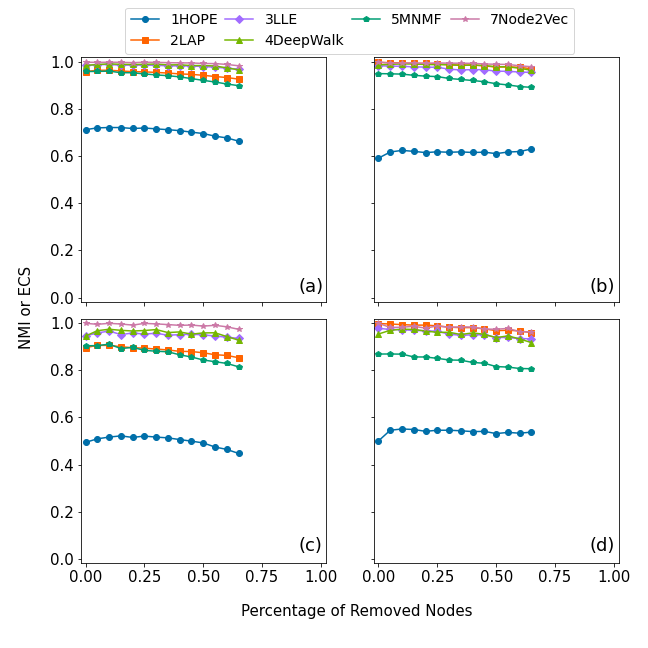 1HOPE 3LLE 5MNMF 7Node2Vec
2LAP 4DeepWalk
1.0
0.8
0.6
0.4
0.2
0.0
(a)
(b)
NMI or ECS
1.0
0.8
0.6
0.4
0.2
0.0
(c)
(d)
0.00 0.25 0.50 0.75 1.00
0.00 0.25 0.50 0.75 1.00
Percentage of Removed Nodes